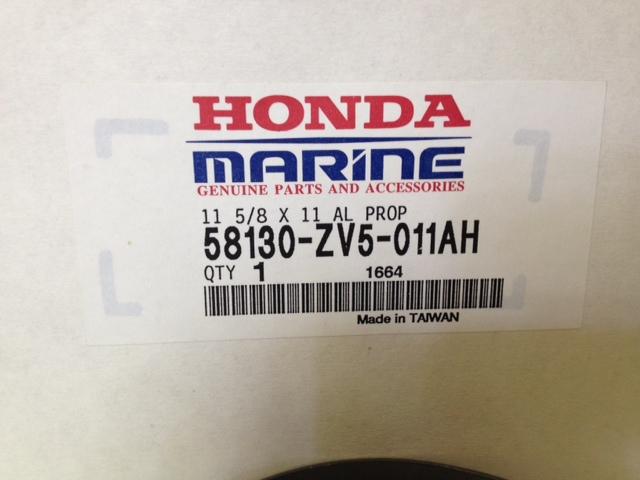 HONDA
MARINE
GENUINE PARTS AND ACCESSORIES
11 5/8 X 11 AL PROP
58130-ZV5-011AH
QTY 1 1664
Made in TAIWAN